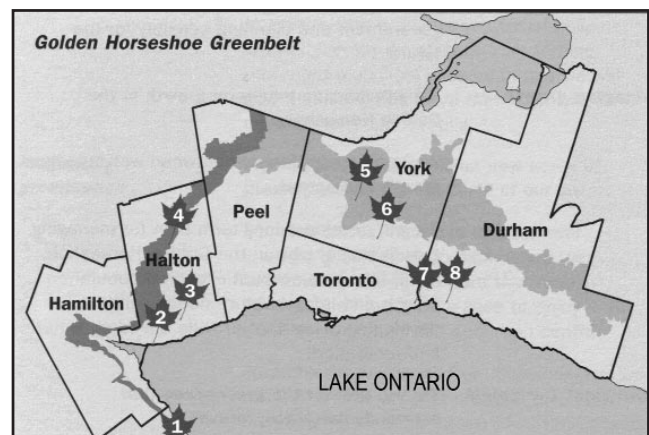 Golden Horseshoe Greenbelt
5
York
6
Peel
4
Durham
Halton
3
Toronto
7
8
Hamilton
2
LAKE ONTARIO
1